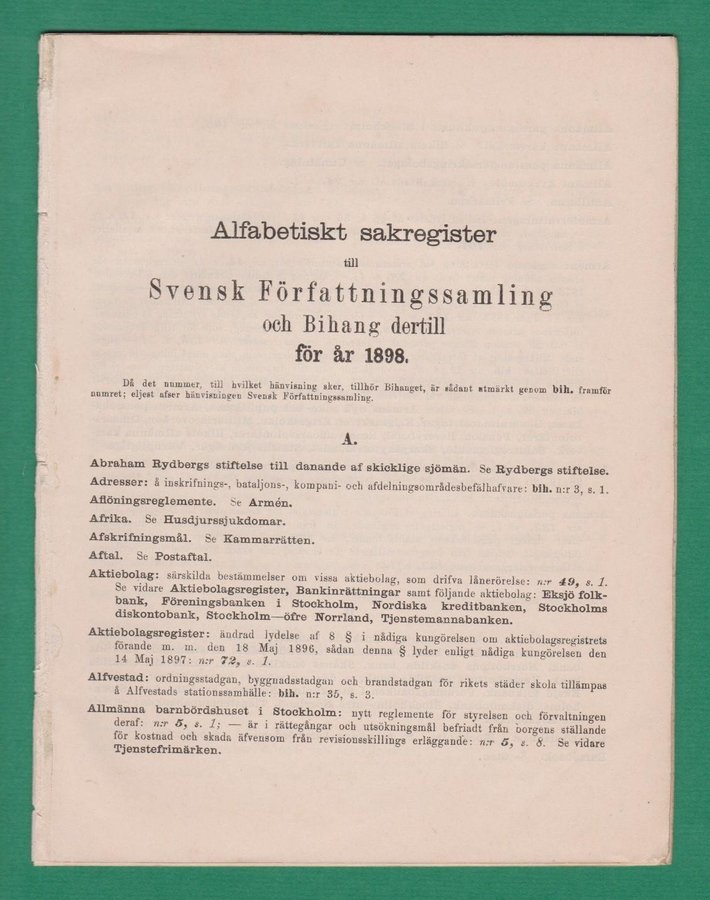 Alfabetiskt sakregister
till
Svensk Författningssamling
och Bihang dertill
för år 1898.
Då det nummer, till hvilket hänvisning sker, tillhör Bihanget, är sådant utmärkt genom bih. framför
numret; eljest afser hänvisningen Svensk Författningssamling.
A.
Abraham Rydbergs stiftelse till danande af skicklige sjömän. Se Rydbergs stiftelse.
Adresser: å inskrifnings-, bataljons-, kompani- och afdelningsområdesbefälhafvare: bih. n:r 3, s. 1.
Aflöningsreglemente. Se Armén.
Afrika. Se Husdjurssjukdomar.
Afskrifningsmål. Se Kammarrätten.
Aftal. Se Postaftal.
Aktiebolag: särskilda bestämmelser om vissa aktiebolag, som drifva lånerörelse: n:r 49, s. 1.
Se vidare Aktiebolagsregister, Bankinrättningar samt följande aktiebolag: Eksjö folk-
bank, Föreningsbanken i Stockholm, Nordiska kreditbanken, Stockholms
diskontobank, Stockholm—öfre Norrland, Tjenstemannabanken.
Aktiebolagsregister: ändrad lydelse af 8 § i nådiga kungörelsen om aktiebolagsregistrets
förande m. m. den 18 Maj 1896, sådan denna § lyder enligt nådiga kungörelsen den
14 Maj 1897: n:r 72, s. 1.
Alfvestad: ordningsstadgan, byggnadsstadgan och brandstadgan för rikets städer skola tillämpas
å Alfvestads stationssamhälle: bih. n:r 35, s. 3.
Allmänna barnbördshuset i Stockholm: nytt reglemente för styrelsen och förvaltningen
deraf: n:r 5, s. 1; — är i rättegångar och utsökningsmål befriadt från borgens ställande
för kostnad och skada äfvensom från revisionsskillings erläggande: n:r 5, s. 8. Se vidare
Tjenstefrimärken.